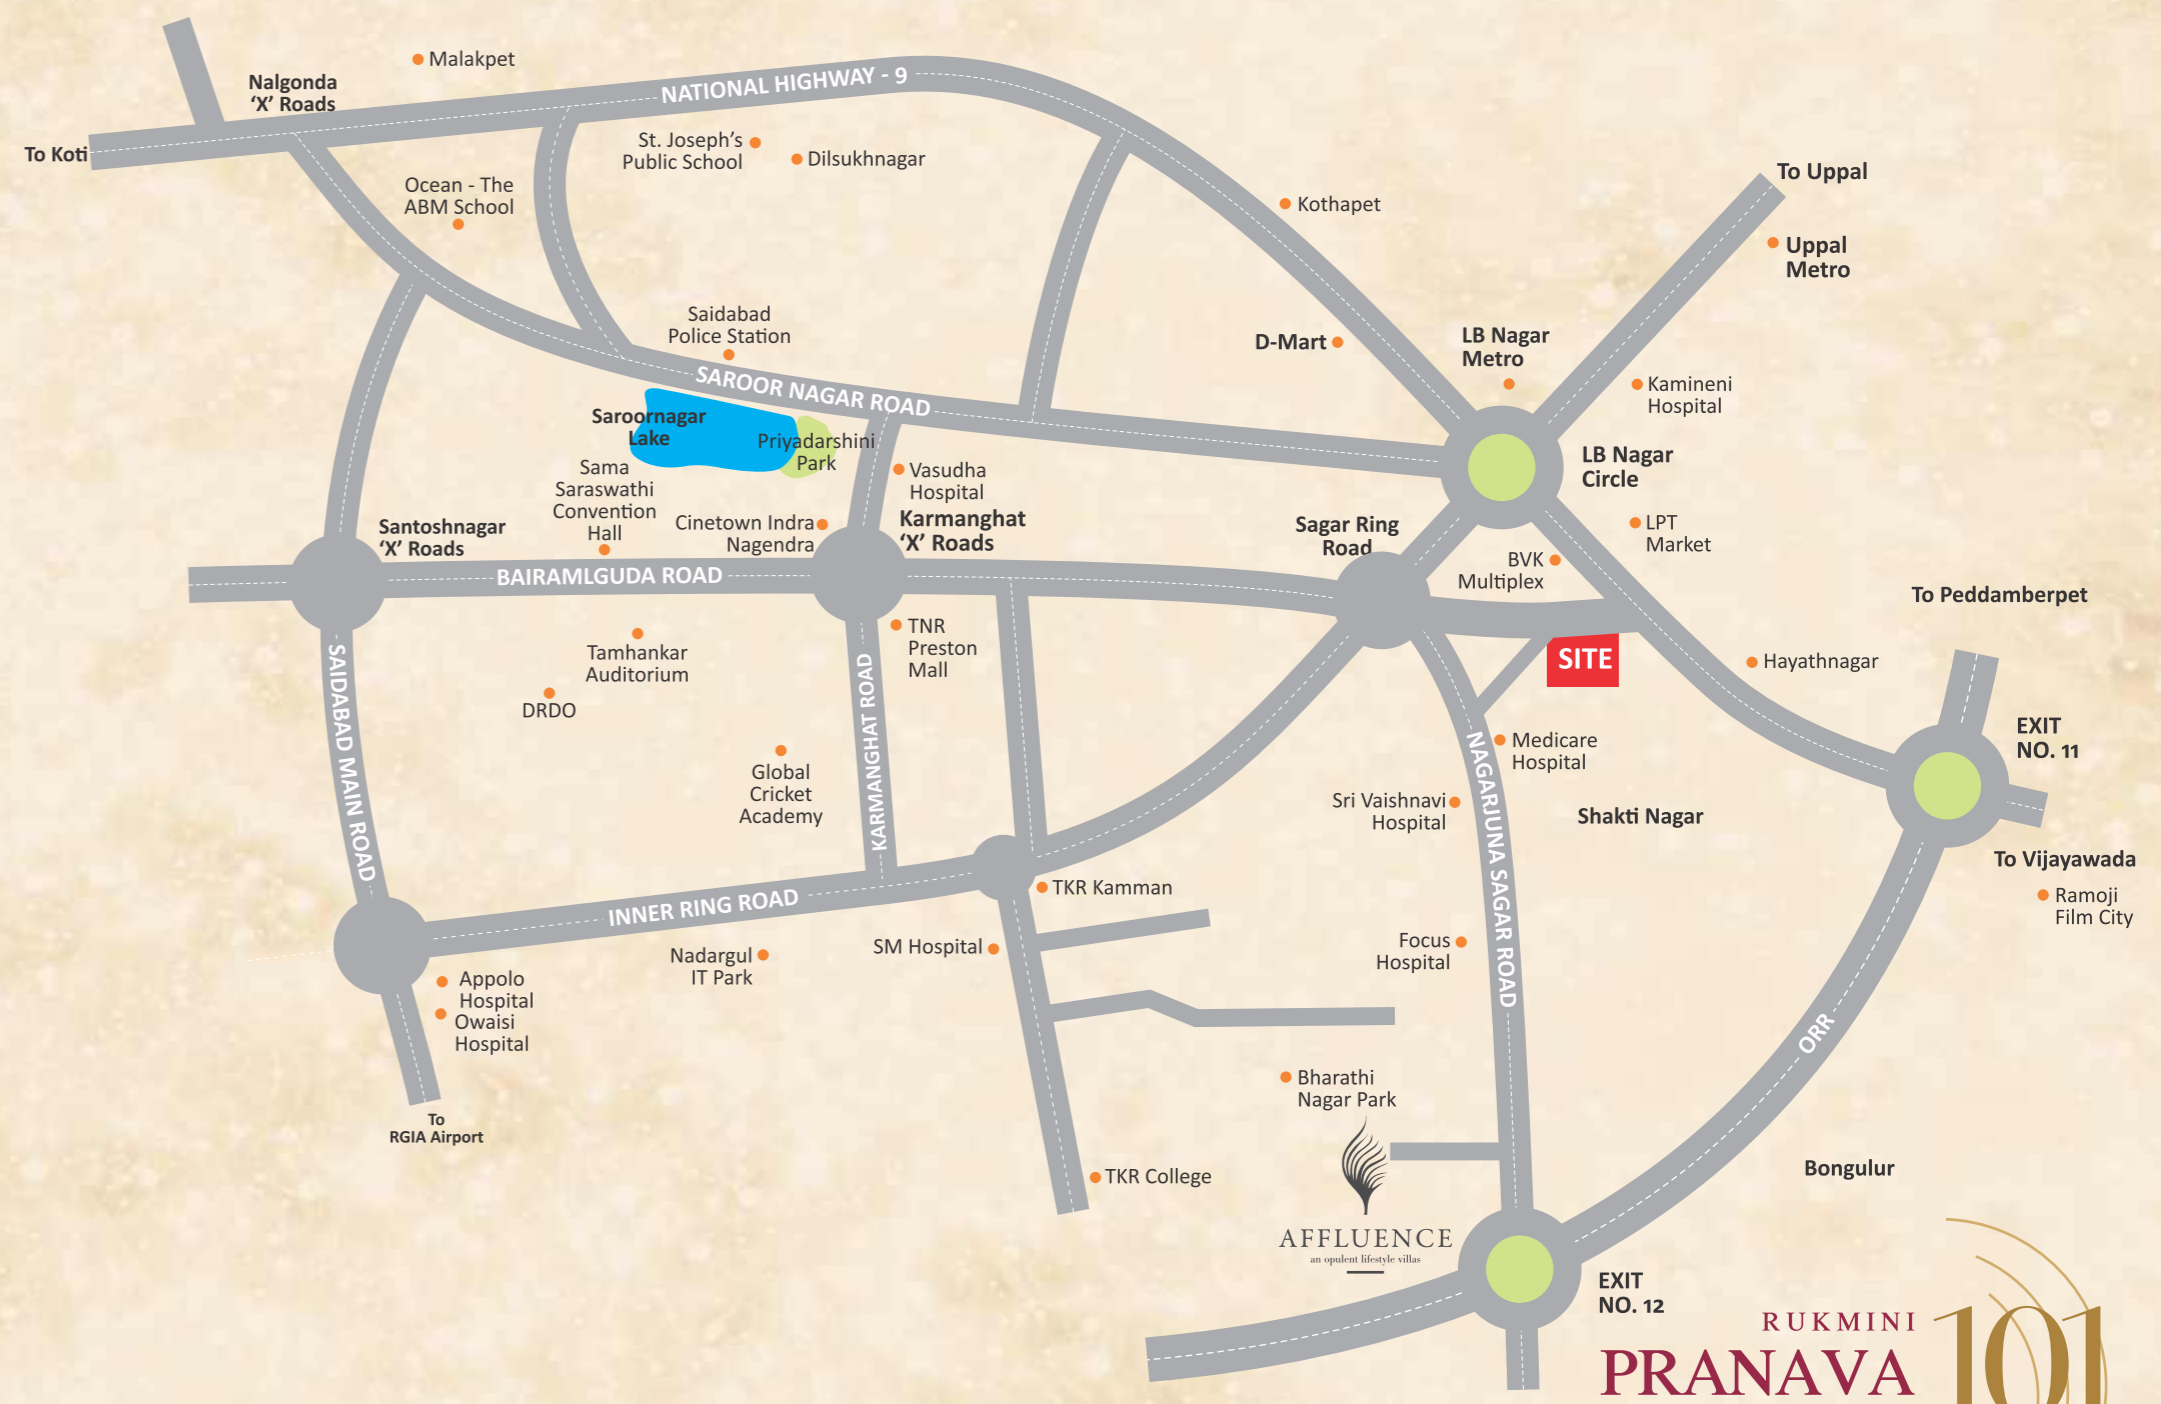 Malakpet
Nalgonda
‘X’ Roads
To Koti
NATIONAL HIGHWAY - 9
St. Joseph’s
Public School
Dilsukhnagar
Ocean - The
ABM School
Kothapet
To Uppal
Uppal
Metro
Saidabad
Police Station
D-Mart
LB Nagar
Metro
Kamineni
Hospital
SAROOR NAGAR ROAD
Saroornagar
Lake
Priyadarshini
Park
Vasudha
Hospital
LB Nagar
Circle
Sama
Saraswathi
Convention
Hall
Cinetown Indra
Nagendra
Karmanghat
‘X’ Roads
Santoshnagar
‘X’ Roads
Sagar Ring
Road
LPT
Market
BVK
Multiplex
BAIRAMLGUDA ROAD
To Peddamberpet
TNR
Preston
Mall
Tamhankar
Auditorium
SITE
Hayathnagar
DRDO
SAIDABAD MAIN ROAD
KARMANGHAT ROAD
Global
Cricket
Academy
Medicare
Hospital
EXIT
NO. 11
Sri Vaishnavi
Hospital
NAGARJUNA SAGAR ROAD
Shakti Nagar
To Vijayawada
Ramoji
Film City
TKR Kamman
INNER RING ROAD
Nadargul
IT Park
SM Hospital
Focus
Hospital
Appolo
Hospital
Owaisi
Hospital
ORR
Bharathi
Nagar Park
To
RGIA Airport
TKR College
Bongulur
AFFLUENCE
an opulent lifestyle villas
EXIT
NO. 12
RUKMINI
PRANAVA
101